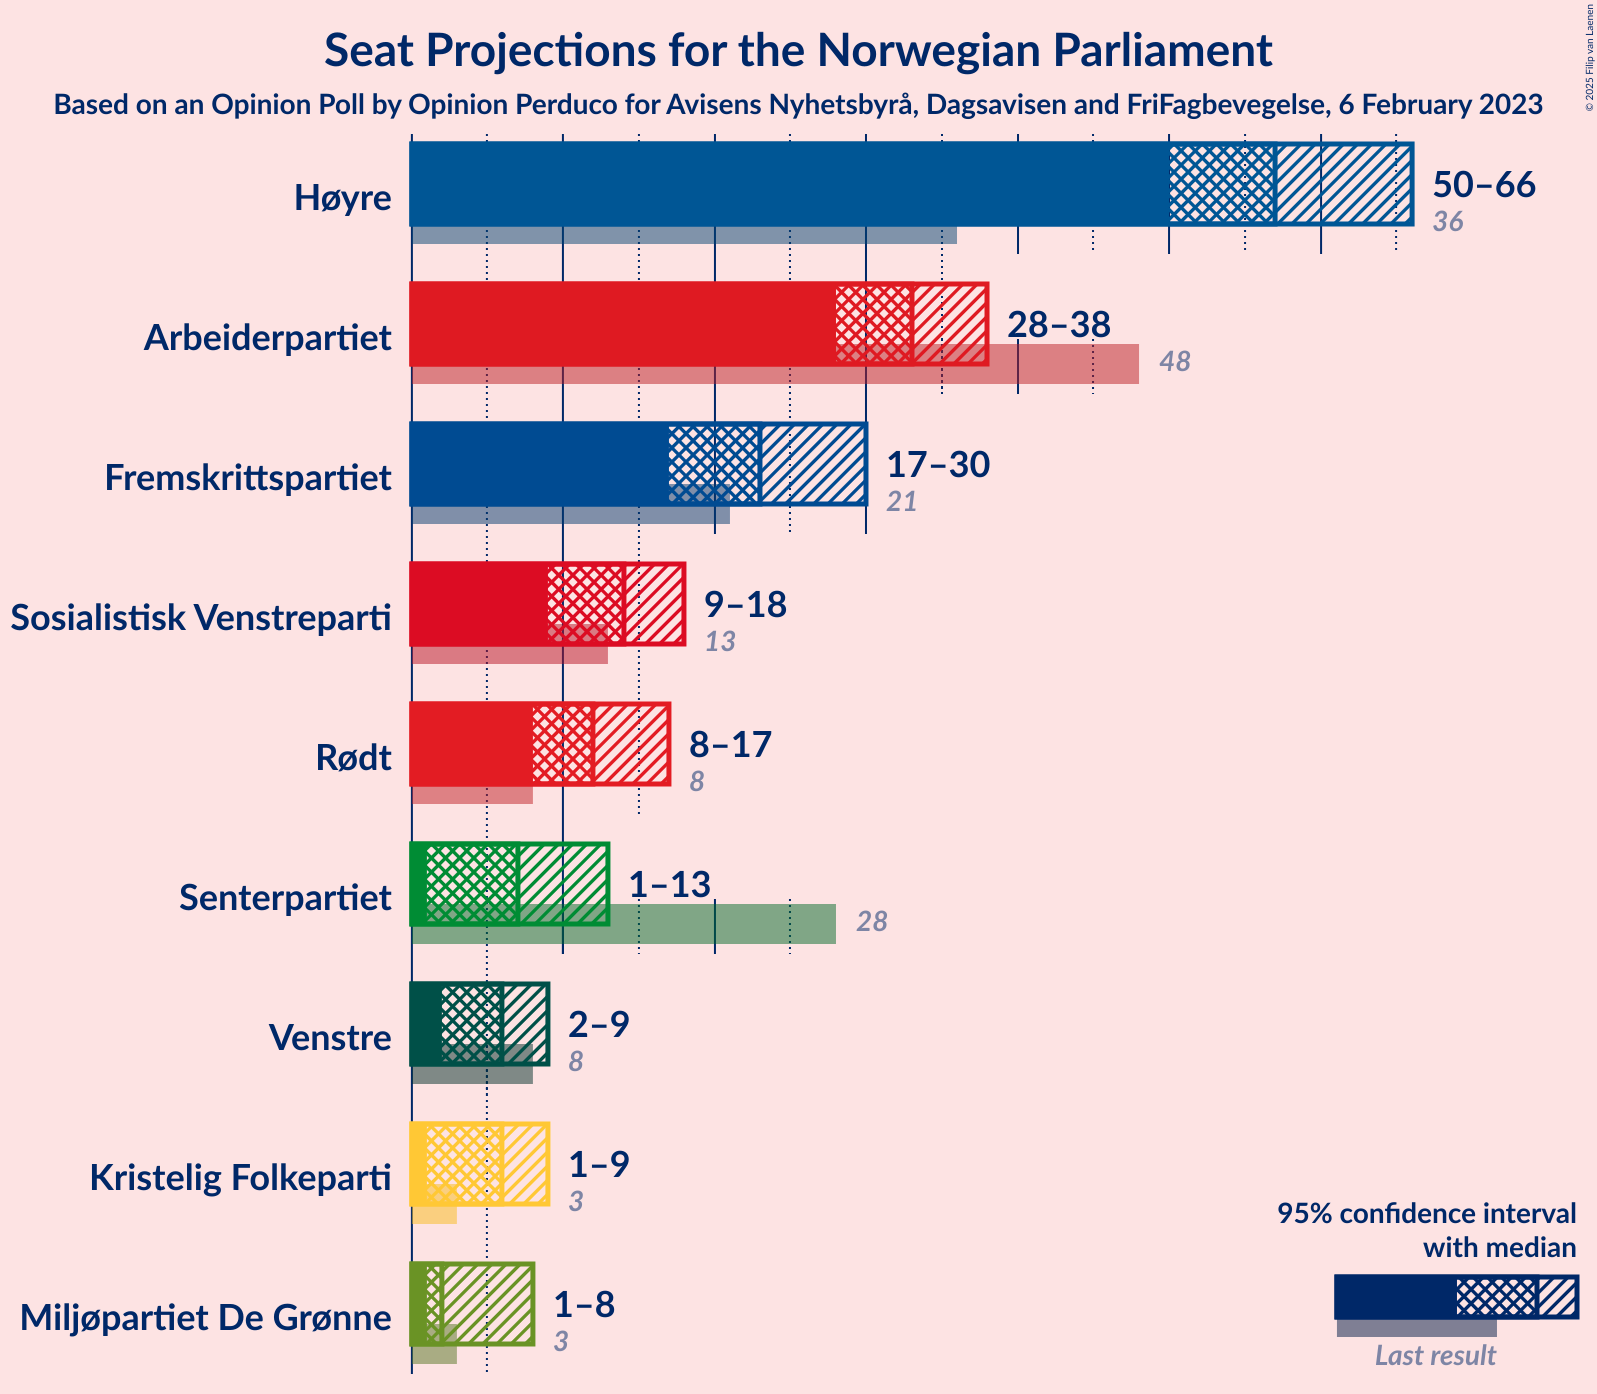 Seat Projections for the Norwegian Parliament
Based on an Opinion Poll by Opinion Perduco for Avisens Nyhetsbyrå, Dagsavisen and FriFagbevegelse, 6 February 2023
© 2025 Filip van Laenen
Høyre
50–66
36
Arbeiderpartiet
28–38
48
Fremskrittspartiet
17–30
21
Sosialistisk Venstreparti
9–18
13
Rødt
8–17
8
Senterpartiet
1–13
28
Venstre
2–9
8
Kristelig Folkeparti
1–9
3
Miljøpartiet De Grønne
1–8
3
95% confidence interval
with median
Last result